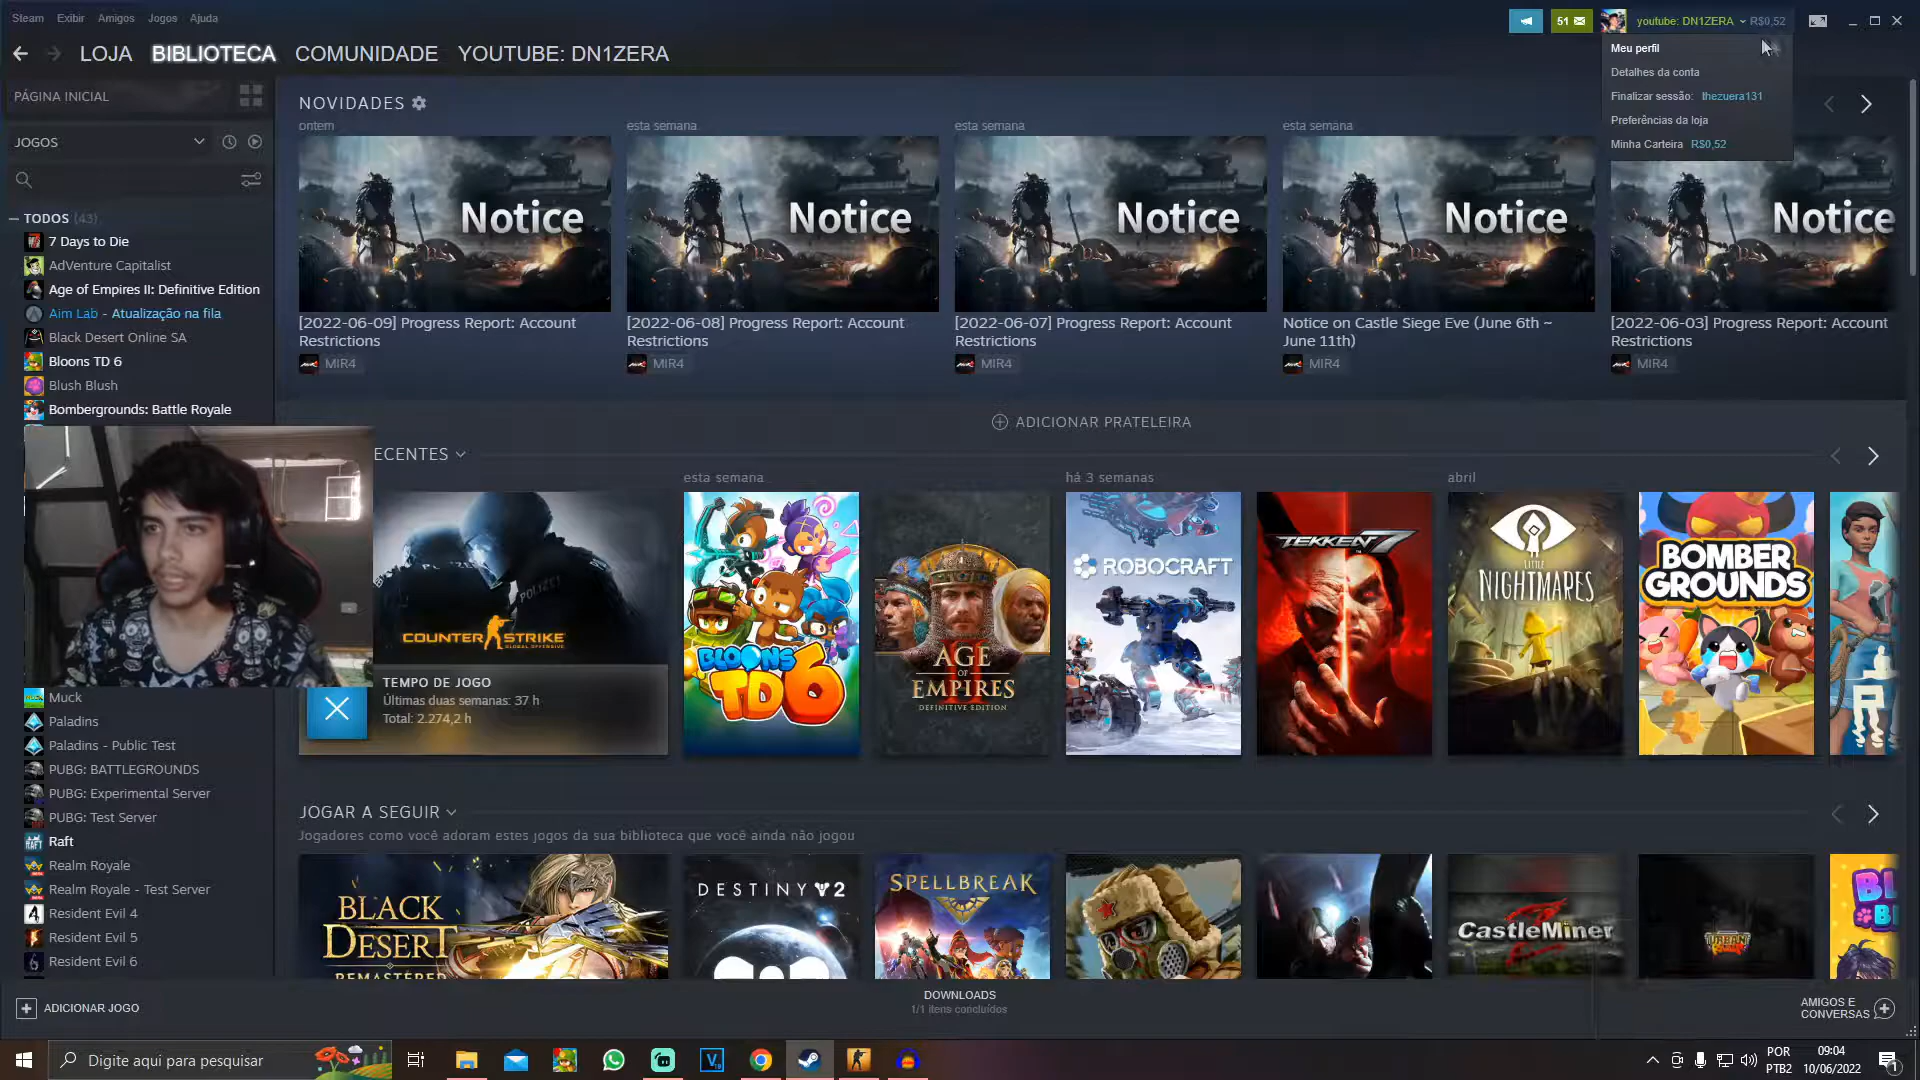 Steam Exibir Amigos Jogos Ajuda
51 youtube: DN1ZERA R$0,52
LOJA BIBLIOTECA COMUNIDADE YOUTUBE: DN1ZERA
Meu perfil
Detalhes da conta
Finalizar sessão: lhezuera131
Preferências da loja
Minha Carteira R$0,52
PÁGINA INICIAL
JOGOS
TODOS (43)
7 Days to Die
AdVenture Capitalist
Age of Empires II: Definitive Edition
Aim Lab - Atualização na fila
Black Desert Online SA
Bloons TD 6
Blush Blush
Bombergrounds: Battle Royale
Muck
Paladins
Paladins - Public Test
PUBG: BATTLEGROUNDS
PUBG: Experimental Server
PUBG: Test Server
Raft
Realm Royale
Realm Royale - Test Server
Resident Evil 4
Resident Evil 5
Resident Evil 6
NOVIDADES
ontem
esta semana
esta semana
esta semana
Notice
Notice
Notice
Notice
Notice
[2022-06-09] Progress Report: Account
Restrictions
MIR4
[2022-06-08] Progress Report: Account
Restrictions
MIR4
[2022-06-07] Progress Report: Account
Restrictions
MIR4
Notice on Castle Siege Eve (June 6th ~
June 11th)
MIR4
[2022-06-03] Progress Report: Account
Restrictions
MIR4
ADICIONAR PRATELEIRA
ECENTES
esta semana
há 3 semanas
abril
POLIZEI
COUNTER STRIKE
GLOBAL OFFENSIVE
TEMPO DE JOGO
Últimas duas semanas: 37 h
Total: 2.274,2 h
BLOONS
TD6
AGE
OF
EMPIRES
II
DEFINITIVE EDITION
ROBOCRAFT
TEKKEN 7
LITTLE
NIGHTMARES
BOMBER
GROUNDS
JOGAR A SEGUIR
Jogadores como você adoram estes jogos da sua biblioteca que você ainda não jogou
BLACK
DESERT
REMASTERED
DESTINY 2
SPELLBREAK
CastleMiner
Z
URBAN
ADICIONAR JOGO
DOWNLOADS
1/1 itens concluídos
AMIGOS E
CONVERSAS
Digite aqui para pesquisar
POR
PTB2
09:04
10/06/2022
1